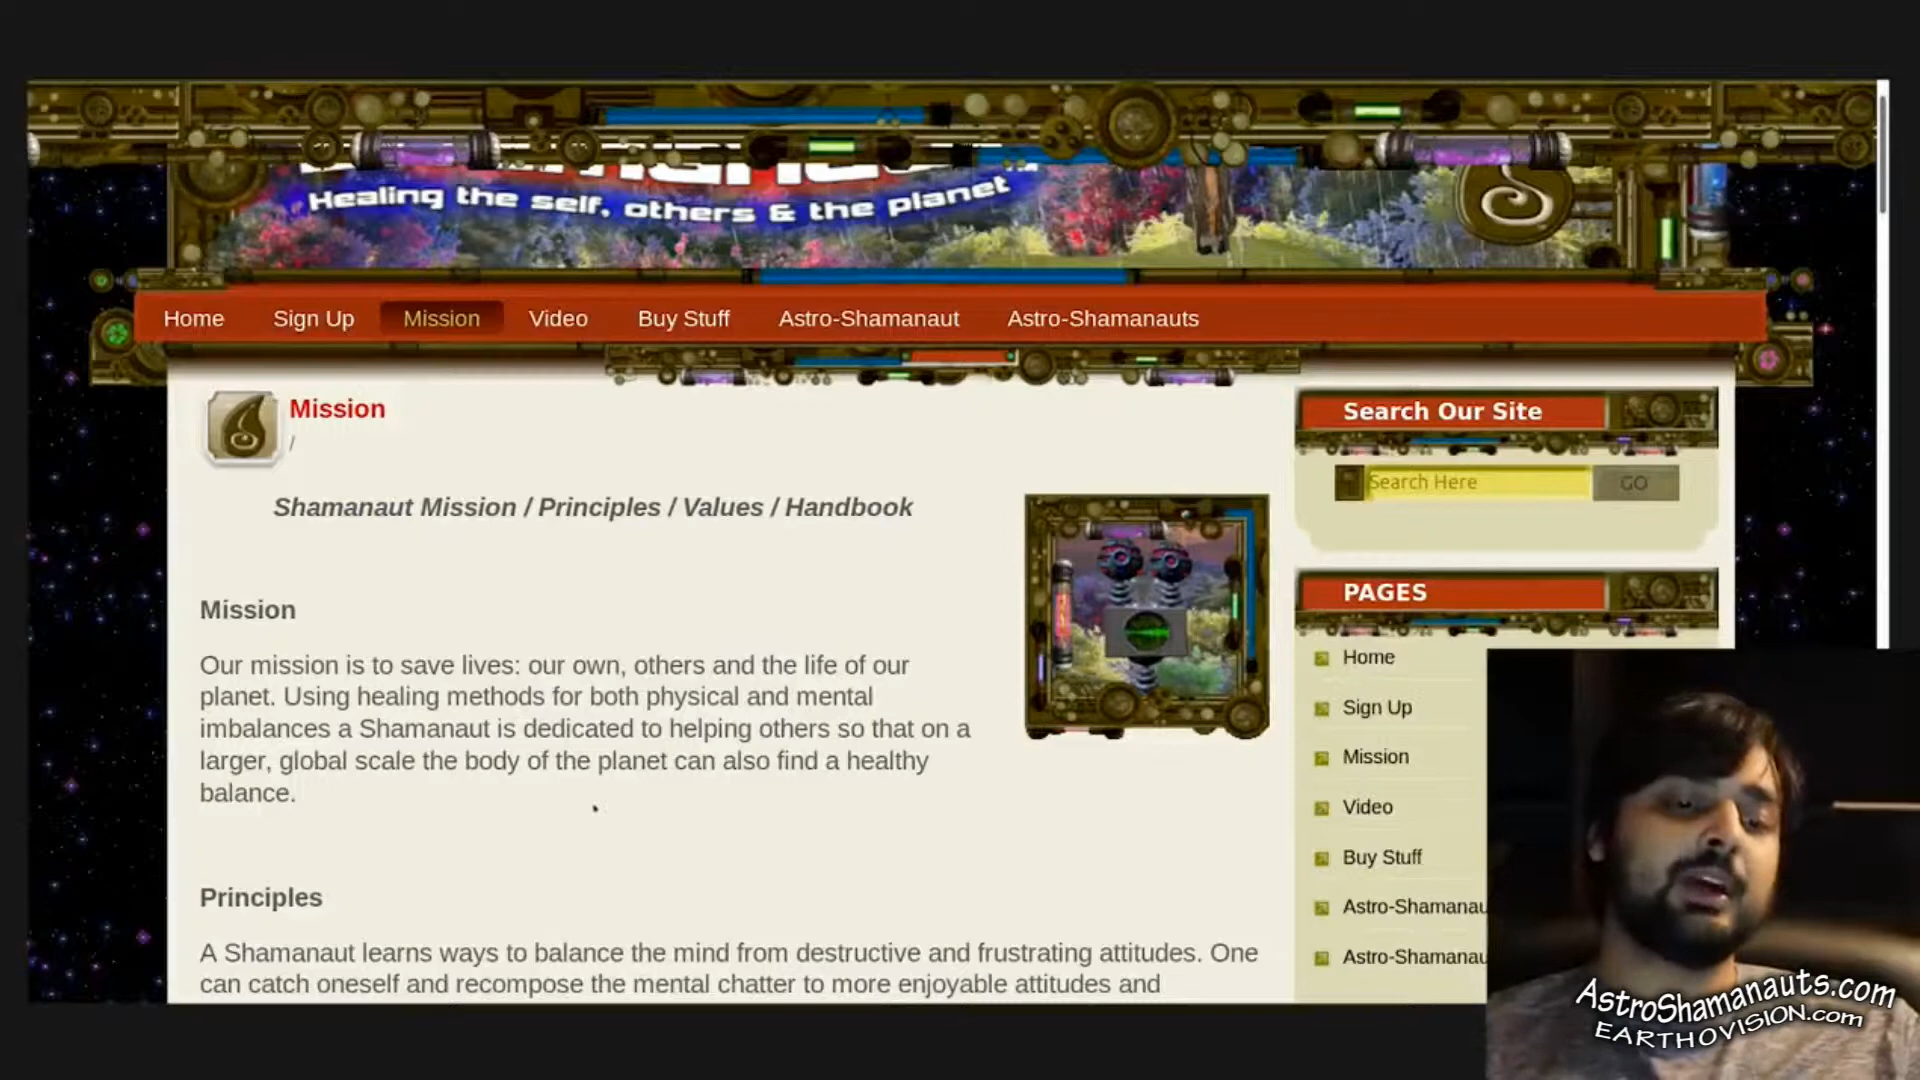 Healing the self, others & the planet
Home Sign Up Mission Video Buy Stuff Astro-Shamanaut Astro-Shamanauts
Mission
/
Shamanaut Mission / Principles / Values / Handbook
Mission
Our mission is to save lives: our own, others and the life of our
planet. Using healing methods for both physical and mental
imbalances a Shamanaut is dedicated to helping others so that on a
larger, global scale the body of the planet can also find a healthy
balance.
Principles
A Shamanaut learns ways to balance the mind from destructive and frustrating attitudes. One
can catch oneself and recompose the mental chatter to more enjoyable attitudes and
Search Our Site
Search Here GO
PAGES
Home
Sign Up
Mission
Video
Buy Stuff
Astro-Shamanau
Astro-Shamanau
AstroShamanauts.com
EARTHOVISION.com